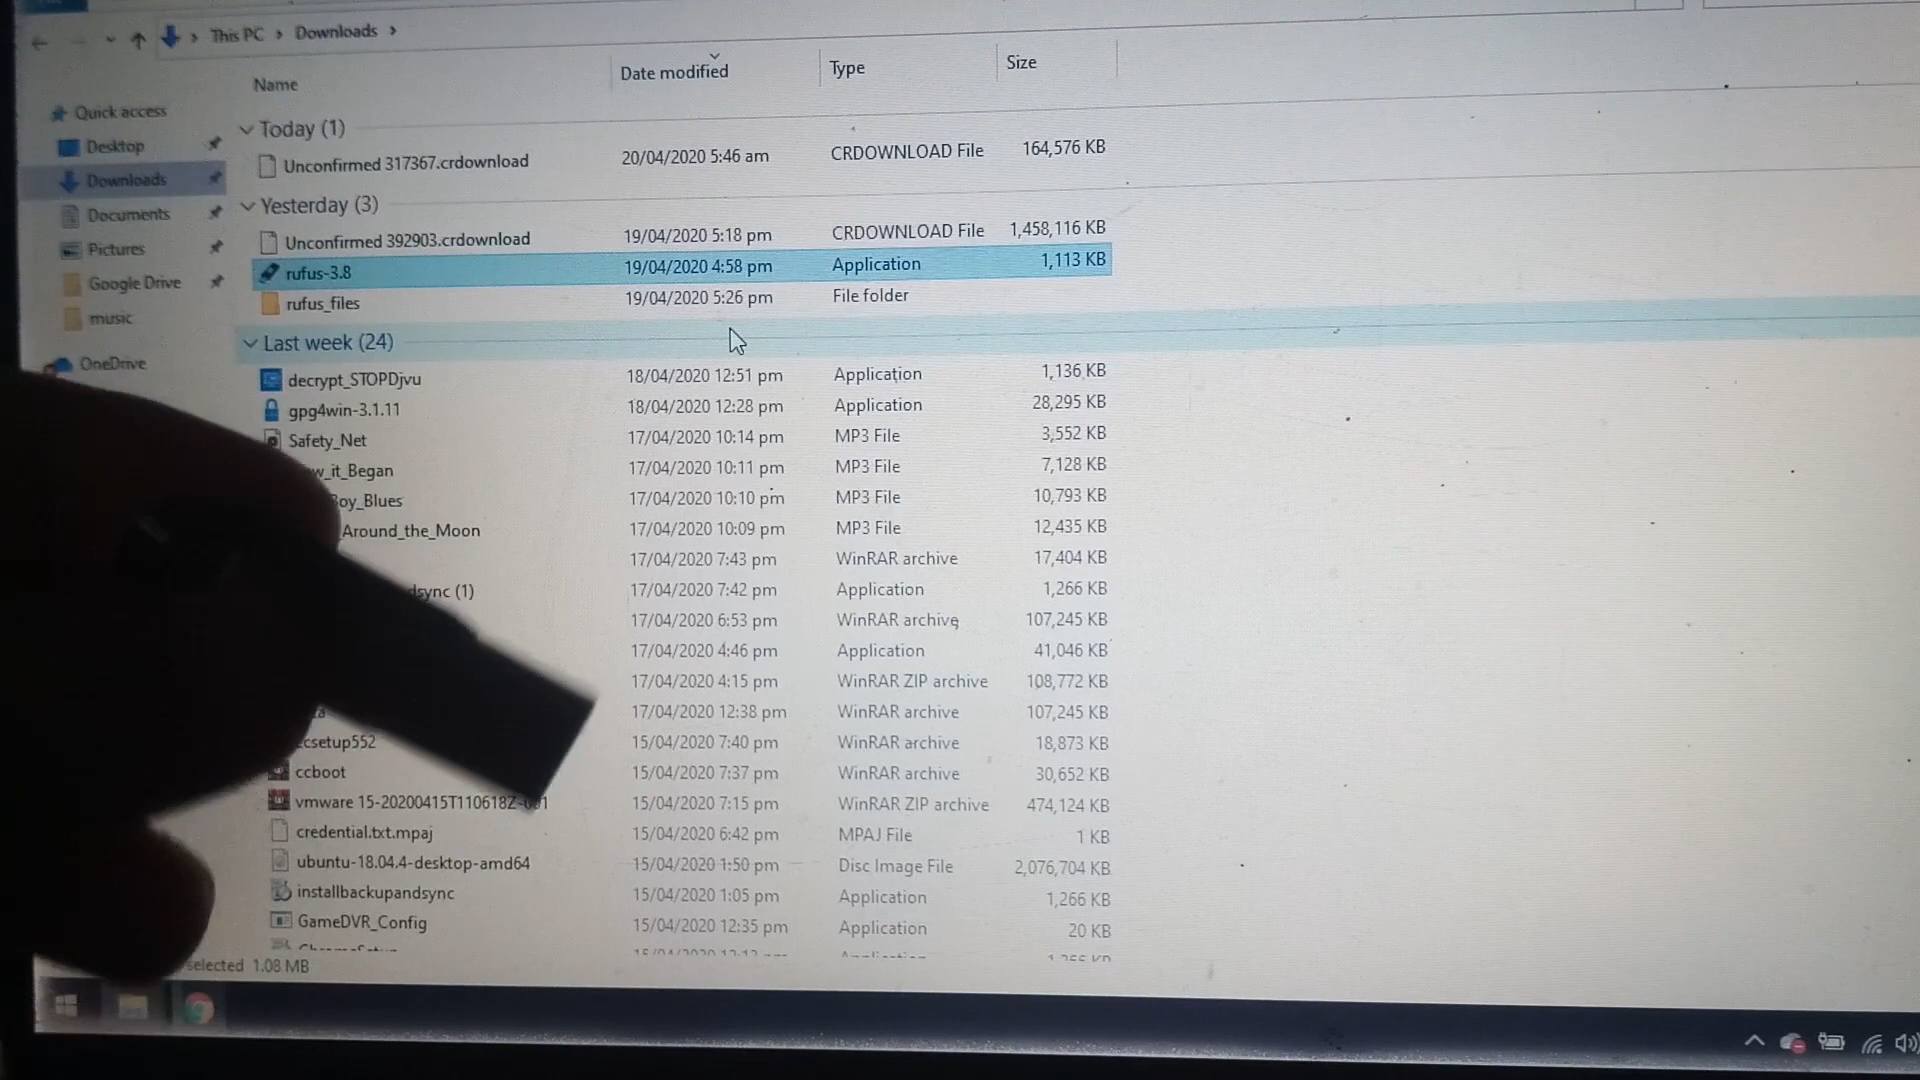 This PC > Downloads >
Name Date modified Type Size
Quick access
Desktop
Downloads
Documents
Pictures
Google Drive
music
OneDrive
Today (1)
Unconfirmed 317367.crdownload 20/04/2020 5:46 am CRDOWNLOAD File 164,576 KB
Yesterday (3)
Unconfirmed 392903.crdownload 19/04/2020 5:18 pm CRDOWNLOAD File 1,458,116 KB
rufus-3.8 19/04/2020 4:58 pm Application 1,113 KB
rufus_files 19/04/2020 5:26 pm File folder
Last week (24)
decrypt_STOPDjvu 18/04/2020 12:51 pm Application 1,136 KB
gpg4win-3.1.11 18/04/2020 12:28 pm Application 28,295 KB
Safety_Net 17/04/2020 10:14 pm MP3 File 3,552 KB
w_it_Began 17/04/2020 10:11 pm MP3 File 7,128 KB
oy_Blues 17/04/2020 10:10 pm MP3 File 10,793 KB
Around_the_Moon 17/04/2020 10:09 pm MP3 File 12,435 KB
17/04/2020 7:43 pm WinRAR archive 17,404 KB
dsync (1) 17/04/2020 7:42 pm Application 1,266 KB
17/04/2020 6:53 pm WinRAR archive 107,245 KB
17/04/2020 4:46 pm Application 41,046 KB
17/04/2020 4:15 pm WinRAR ZIP archive 108,772 KB
17/04/2020 12:38 pm WinRAR archive 107,245 KB
csetup552 15/04/2020 7:40 pm WinRAR archive 18,873 KB
ccboot 15/04/2020 7:37 pm WinRAR archive 30,652 KB
vmware 15-20200415T110618Z-001 15/04/2020 7:15 pm WinRAR ZIP archive 474,124 KB
credential.txt.mpaj 15/04/2020 6:42 pm MPAJ File 1 KB
ubuntu-18.04.4-desktop-amd64 15/04/2020 1:50 pm Disc Image File 2,076,704 KB
installbackupandsync 15/04/2020 1:05 pm Application 1,266 KB
GameDVR_Config 15/04/2020 12:35 pm Application 20 KB
selected 1.08 MB